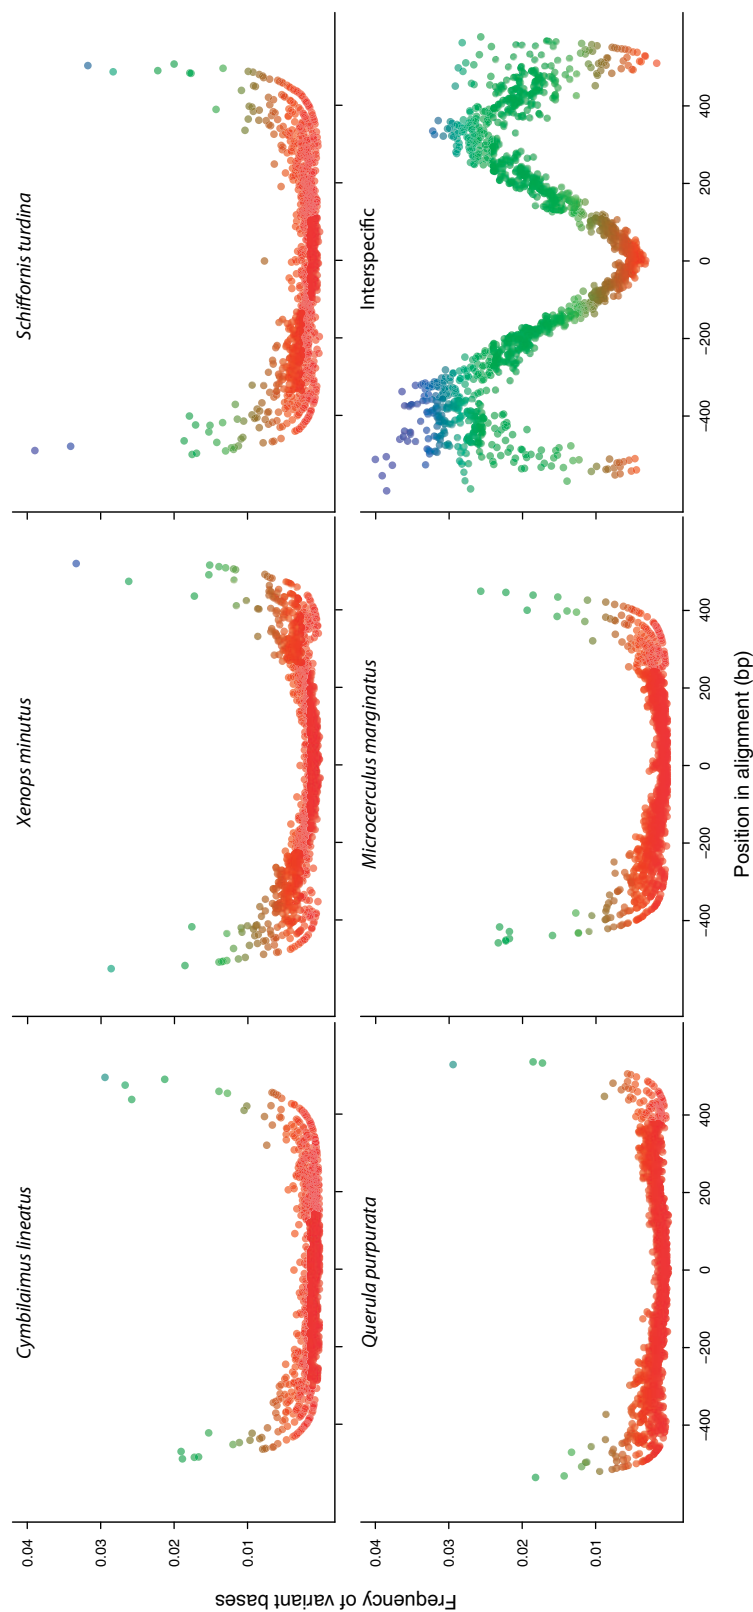 Cymbilaimus lineatus
Xenops minutus
Schiffornis turdina
0.04
0.03
0.02
0.01
Querula purpurata
Microcerculus marginatus
Interspecific
0.04
0.03
0.02
0.01
−400
−200
0
200
400
−400
−200
0
200
400
−400
−200
0
200
400
Frequency of variant bases
Position in alignment (bp)